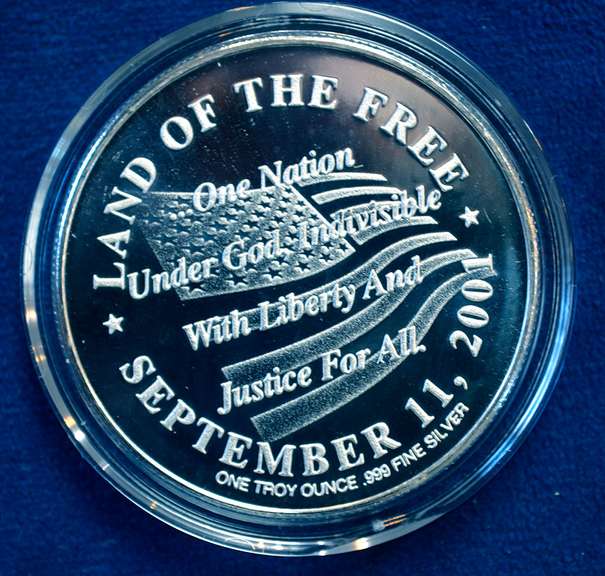 LAND OF THE FREE
One Nation
Under God, Indivisible
With Liberty And
Justice For All.
SEPTEMBER 11, 2001
ONE TROY OUNCE .999 FINE SILVER